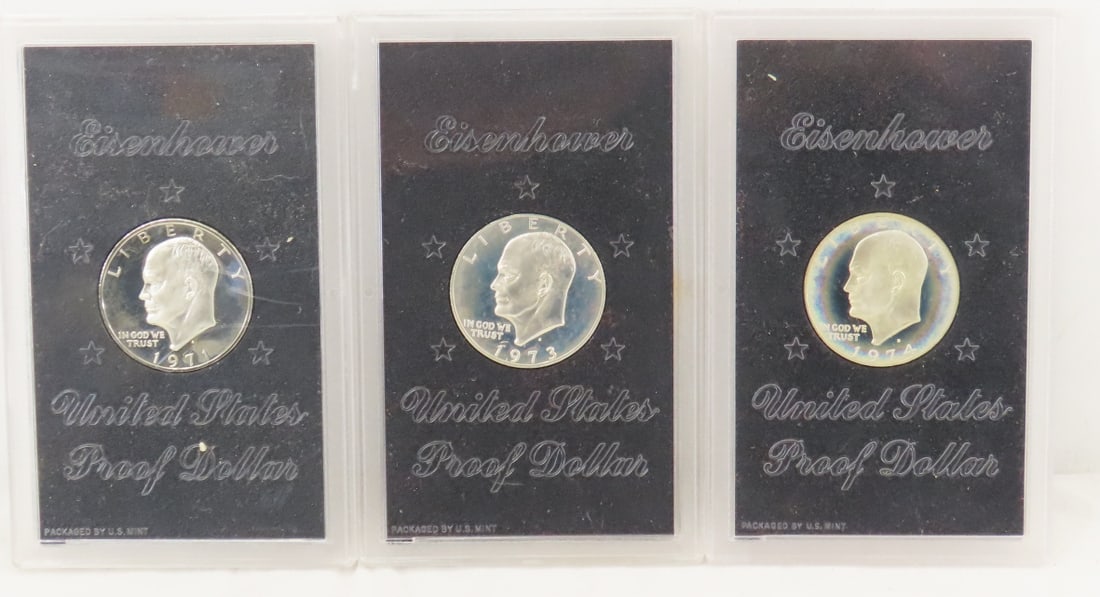 Eisenhower
LIBERTY
IN GOD WE
TRUST
1971
United States
Proof Dollar
PACKAGED BY U.S. MINT
Eisenhower
LIBERTY
IN GOD WE
TRUST
1973
United States
Proof Dollar
PACKAGED BY U.S. MINT
Eisenhower
IN GOD WE
TRUST
1974
United States
Proof Dollar
PACKAGED BY U.S. MINT